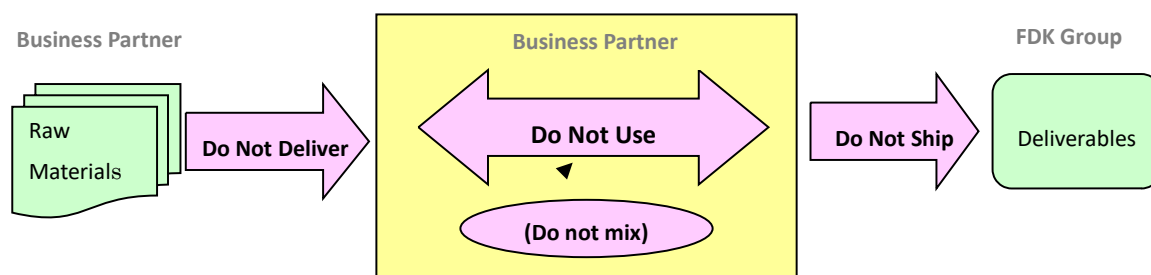 Business Partner
Business Partner
FDK Group
Raw
Materials
Do Not Deliver
Do Not Use
(Do not mix)
Do Not Ship
Deliverables